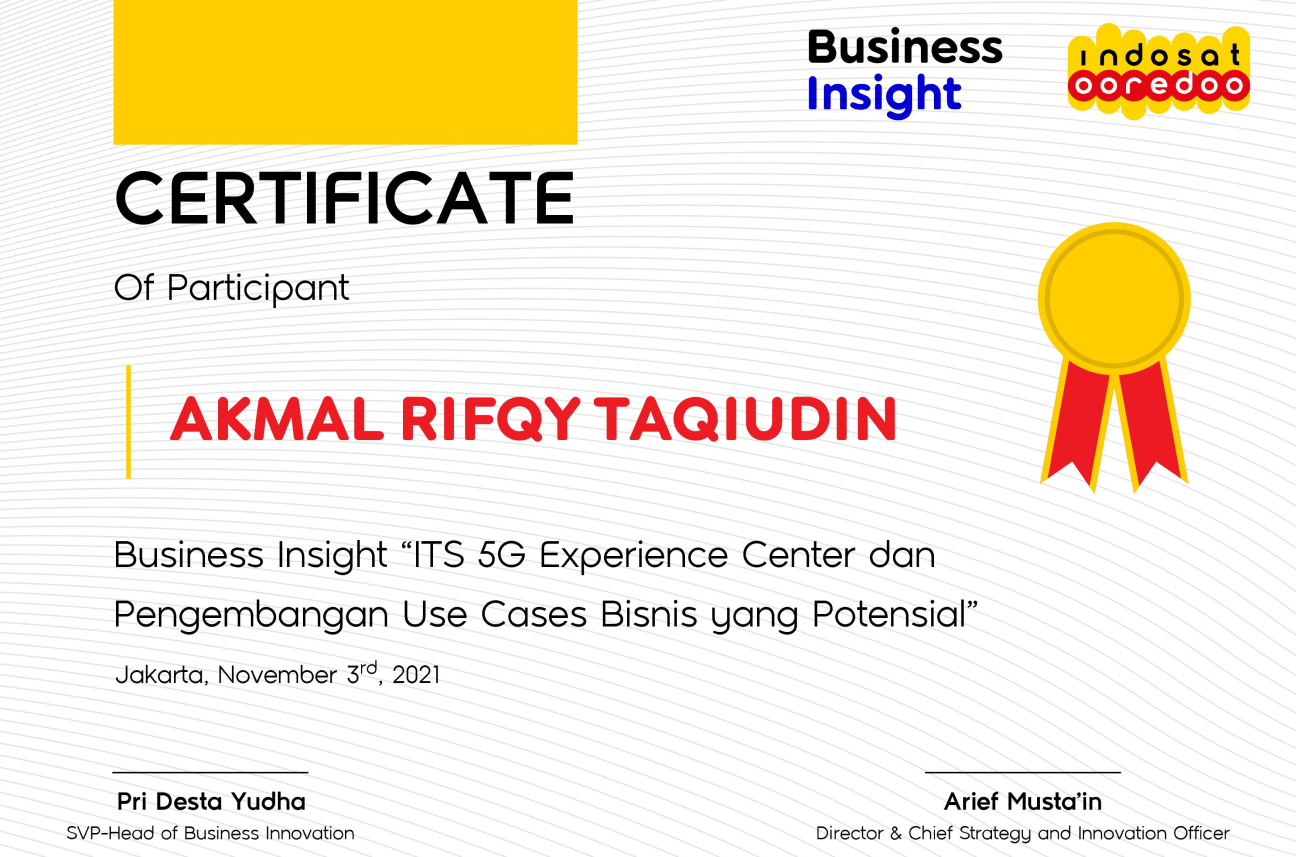 Business
Insight
indosat
ooredoo
CERTIFICATE
Of Participant
AKMAL RIFQY TAQIUDIN
Business Insight “ITS 5G Experience Center dan
Pengembangan Use Cases Bisnis yang Potensial”
Jakarta, November 3rd, 2021
Pri Desta Yudha
SVP-Head of Business Innovation
Arief Musta’in
Director & Chief Strategy and Innovation Officer